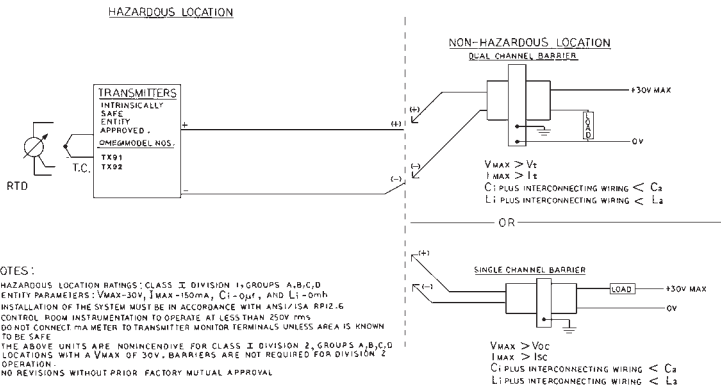 HAZARDOUS LOCATION
TRANSMITTERS
INTRINSICALLY
SAFE
ENTITY
APPROVED.
OMEGA MODEL NOS.
TX91
TX92
RTD
T.C.
+
-
(+)
(-)
NON-HAZARDOUS LOCATION
DUAL CHANNEL BARRIER
(+)
(-)
+30V MAX
LOAD
0V
VMAX > Vt
IMAX > It
Ci PLUS INTERCONNECTING WIRING < Ca
Li PLUS INTERCONNECTING WIRING < La
OR
SINGLE CHANNEL BARRIER
(+)
(-)
LOAD
+30V MAX
0V
VMAX > VOC
IMAX > ISC
Ci PLUS INTERCONNECTING WIRING < Ca
Li PLUS INTERCONNECTING WIRING < La
OTES:
HAZARDOUS LOCATION RATINGS: CLASS I DIVISION 1, GROUPS A,B,C,D
ENTITY PARAMETERS: VMAX-30V, IMAX-150ma, Ci-0µf, AND Li-0mh
INSTALLATION OF THE SYSTEM MUST BE IN ACCORDANCE WITH ANSI/ISA RP12.6
CONTROL ROOM INSTRUMENTATION TO OPERATE AT LESS THAN 250V rms
DO NOT CONNECT mA METER TO TRANSMITTER MONITOR TERMINALS UNLESS AREA IS KNOWN
TO BE SAFE
THE ABOVE UNITS ARE NONINCENDIVE FOR CLASS I DIVISION 2, GROUPS A,B,C,D
LOCATIONS WITH A VMAX OF 30V. BARRIERS ARE NOT REQUIRED FOR DIVISION 2
OPERATION.
NO REVISIONS WITHOUT PRIOR FACTORY MUTUAL APPROVAL